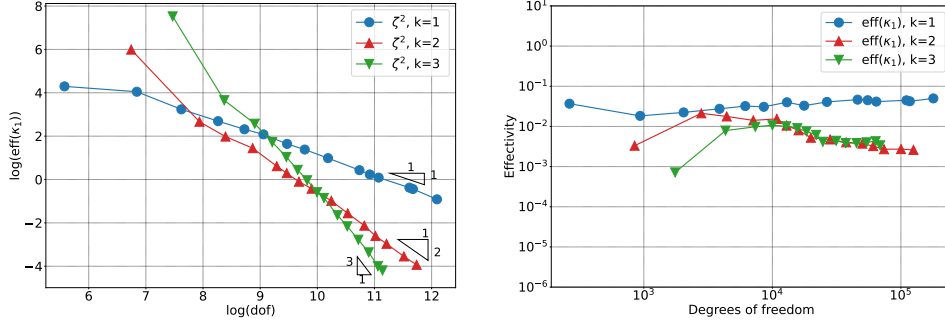 8
6
4
2
0
−2
−4
log(eff(κ₁))
ζ², k=1
ζ², k=2
ζ², k=3
1
1
1
2
3
1
6 7 8 9 10 11 12
log(dof)
10¹
10⁰
10⁻¹
10⁻²
10⁻³
10⁻⁴
10⁻⁵
10⁻⁶
Effectivity
eff(κ₁), k=1
eff(κ₁), k=2
eff(κ₁), k=3
10³ 10⁴ 10⁵
Degrees of freedom